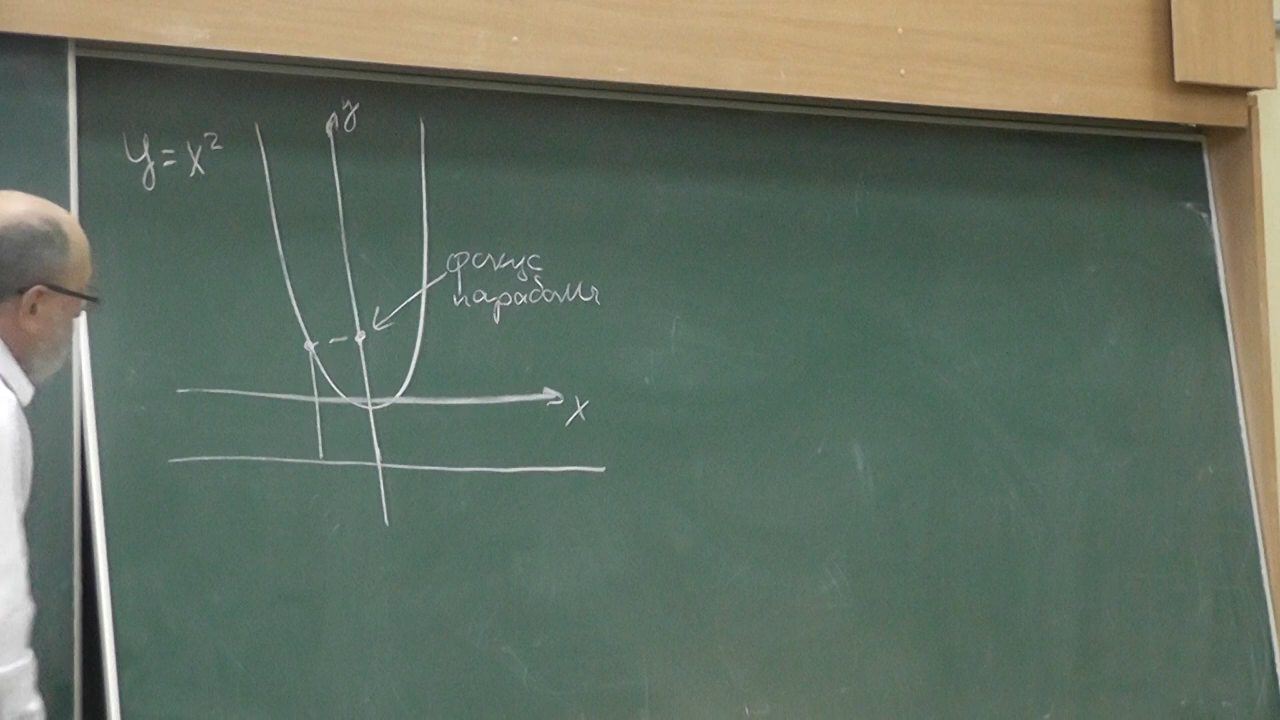 y = x²
y
фокус
параболы
x